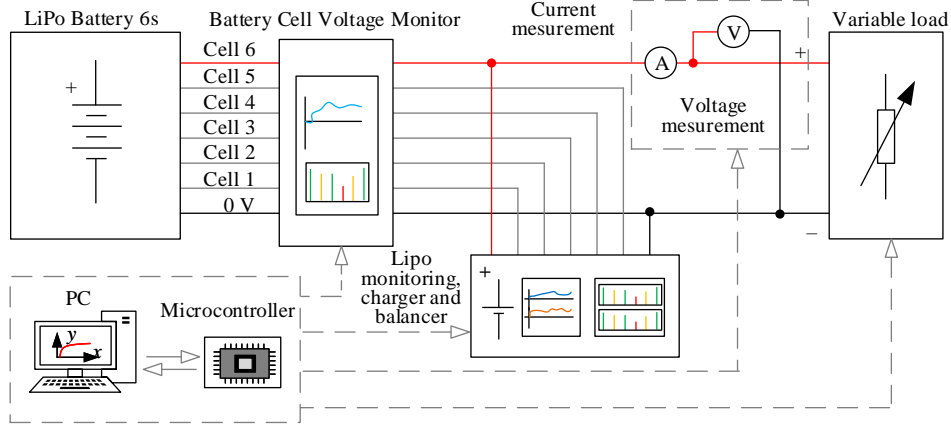 LiPo Battery 6s
Battery Cell Voltage Monitor
Current
mesurement
Variable load
Cell 6
Cell 5
Cell 4
Cell 3
Cell 2
Cell 1
0 V
+
A
V
+
Voltage
mesurement
−
Lipo
monitoring,
charger and
balancer
+
PC
Microcontroller
y
x